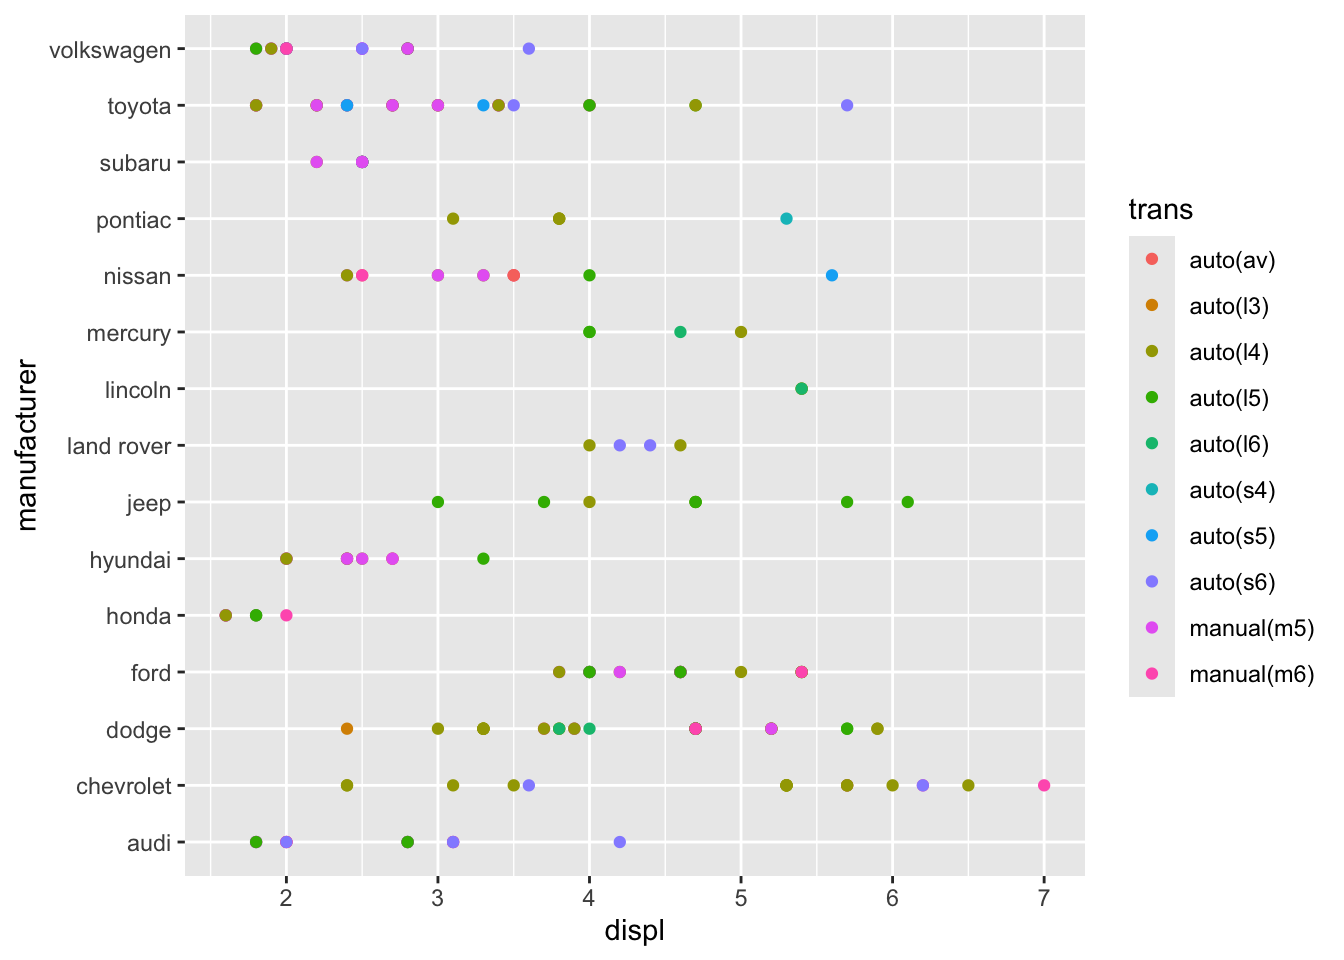 volkswagen
toyota
subaru
pontiac
nissan
mercury
lincoln
land rover
jeep
hyundai
honda
ford
dodge
chevrolet
audi
manufacturer
2 3 4 5 6 7
displ
trans
auto(av)
auto(l3)
auto(l4)
auto(l5)
auto(l6)
auto(s4)
auto(s5)
auto(s6)
manual(m5)
manual(m6)